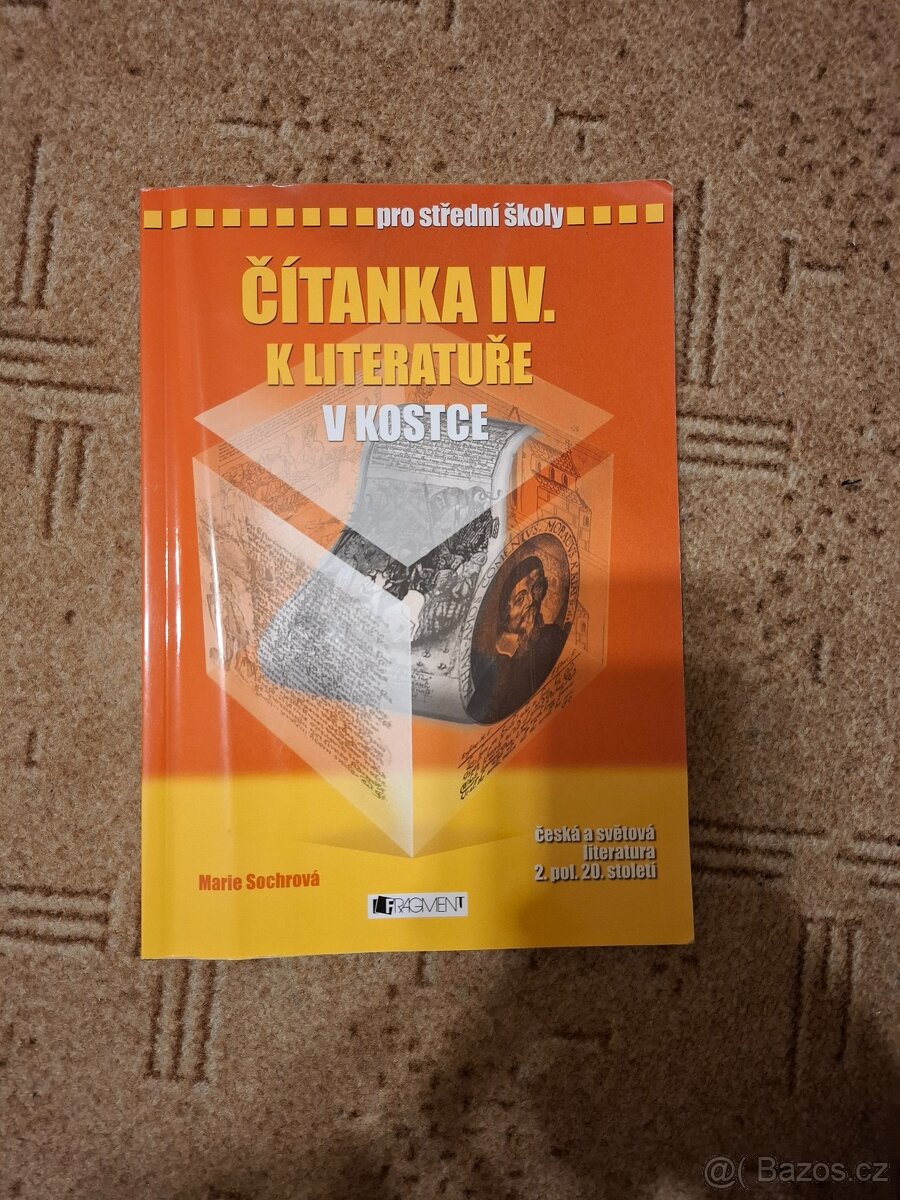 pro střední školy
ČÍTANKA IV.
K LITERATUŘE
V KOSTCE
MORAVUS
česká a světová
literatura
2. pol. 20. století
Marie Sochrová
FRAGMENT
@( Bazos.cz